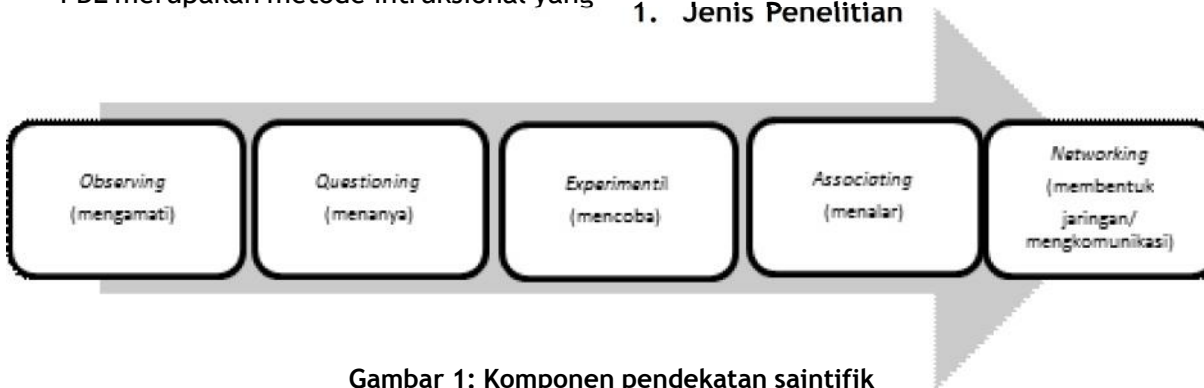 PBL merupakan metode intruksional yang
1. Jenis Penelitian
Observing
(mengamati)
Questioning
(menanya)
Experimentil
(mencoba)
Associating
(menalar)
Networking
(membentuk
jaringan/
mengkomunikasi)
Gambar 1: Komponen pendekatan saintifik